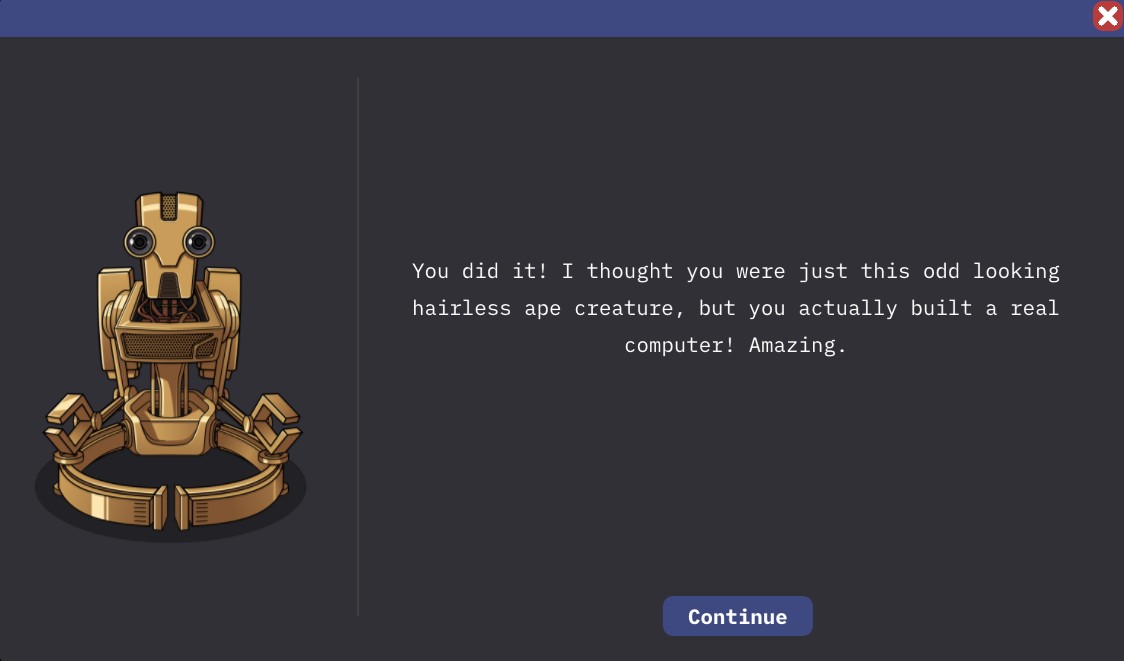 You did it! I thought you were just this odd looking
hairless ape creature, but you actually built a real
computer! Amazing.
Continue